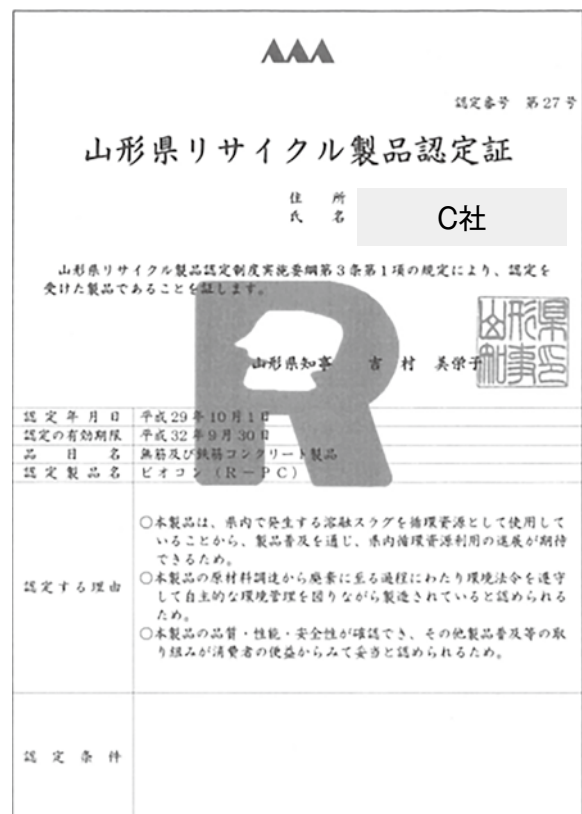 認定番号 第27号
山形県リサイクル製品認定証
住所
氏名
C社
山形県リサイクル製品認定制度実施要綱第3条第1項の規定により、認定を
受けた製品であることを証します。
山形県知事 吉村 美栄子
山形県
知事印
認定年月日 平成29年10月1日
認定の有効期限 平成32年9月30日
品目名 無筋及び鉄筋コンクリート製品
認定製品名 ビオコン(R-PC)
認定する理由
○本製品は、県内で発生する溶融スラグを循環資源として使用して
いることから、製品普及を通じ、県内循環資源利用の進展が期待
できるため。
○本製品の原材料調達から廃棄に至る過程にわたり環境法令を遵守
して自主的な環境管理を図りながら製造されていると認められる
ため。
○本製品の品質・性能・安全性が確認でき、その他製品普及等の取
り組みが消費者の便益からみて妥当と認められるため。
認定条件